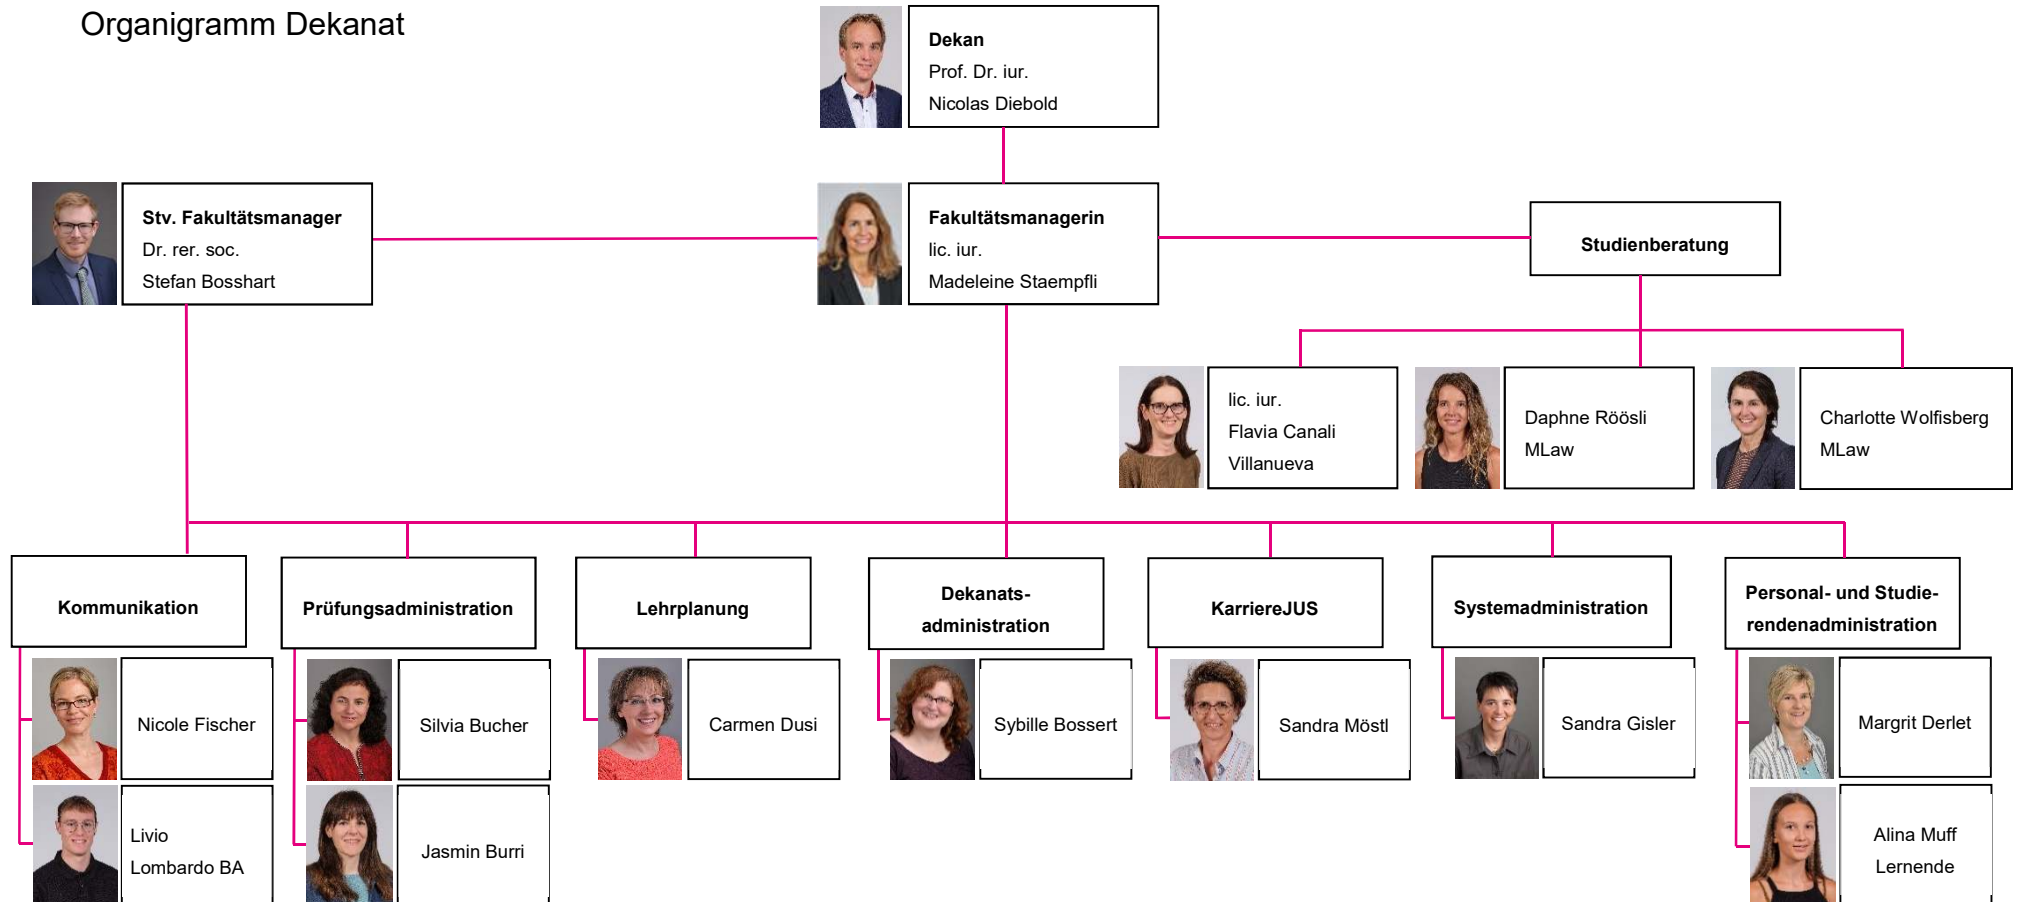 Organigramm Dekanat
Dekan
Prof. Dr. iur.
Nicolas Diebold
Stv. Fakultätsmanager
Dr. rer. soc.
Stefan Bosshart
Fakultätsmanagerin
lic. iur.
Madeleine Staempfli
Studienberatung
lic. iur.
Flavia Canali
Villanueva
Daphne Röösli
MLaw
Charlotte Wolfisberg
MLaw
Kommunikation
Prüfungsadministration
Lehrplanung
Dekanats-
administration
KarriereJUS
Systemadministration
Personal- und Studie-
rendenadministration
Nicole Fischer
Silvia Bucher
Carmen Dusi
Sybille Bossert
Sandra Möstl
Sandra Gisler
Margrit Derlet
Livio
Lombardo BA
Jasmin Burri
Alina Muff
Lernende